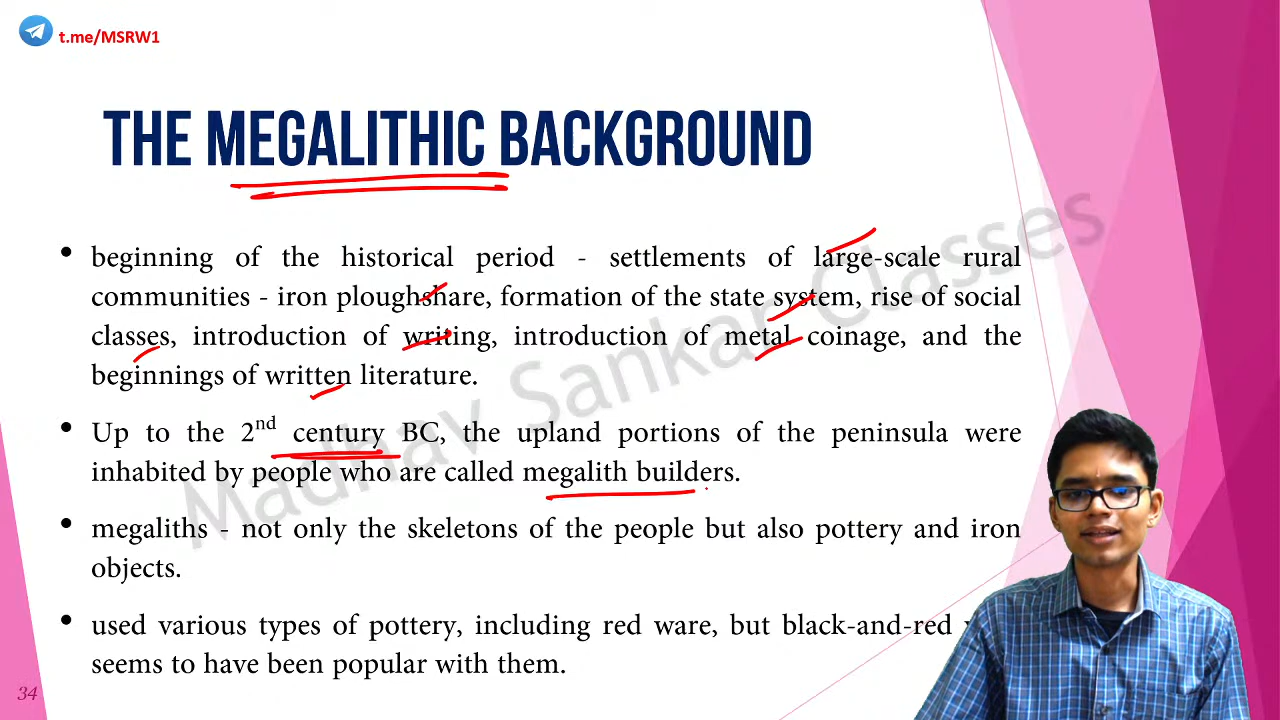 t.me/MSRW1
THE MEGALITHIC BACKGROUND
• beginning of the historical period - settlements of large-scale rural
communities - iron ploughshare, formation of the state system, rise of social
classes, introduction of writing, introduction of metal coinage, and the
beginnings of written literature.
• Up to the 2nd century BC, the upland portions of the peninsula were
inhabited by people who are called megalith builders.
• megaliths - not only the skeletons of the people but also pottery and iron
objects.
• used various types of pottery, including red ware, but black-and-red
seems to have been popular with them.
Madhav Sankar Classes
34